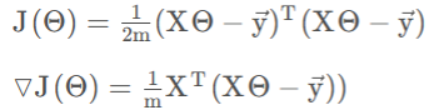 J(Θ) = 1/2m (XΘ − y⃗)ᵀ (XΘ − y⃗)
▽J(Θ) = 1/m Xᵀ (XΘ − y⃗))